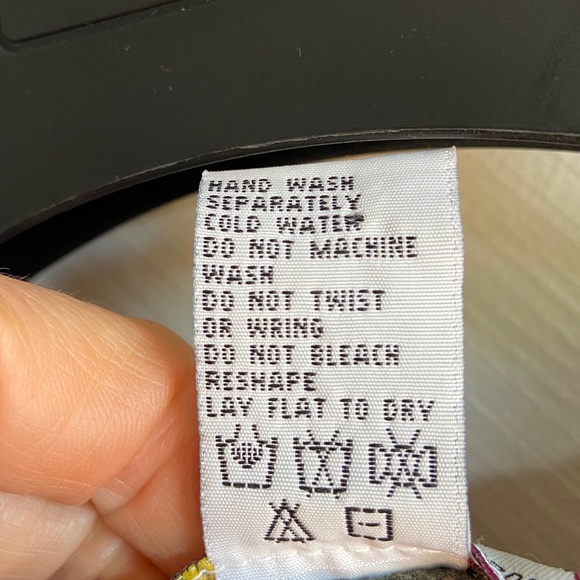 HAND WASH
SEPARATELY
COLD WATER
DO NOT MACHINE
WASH
DO NOT TWIST
OR WRING
DO NOT BLEACH
RESHAPE
LAY FLAT TO DRY